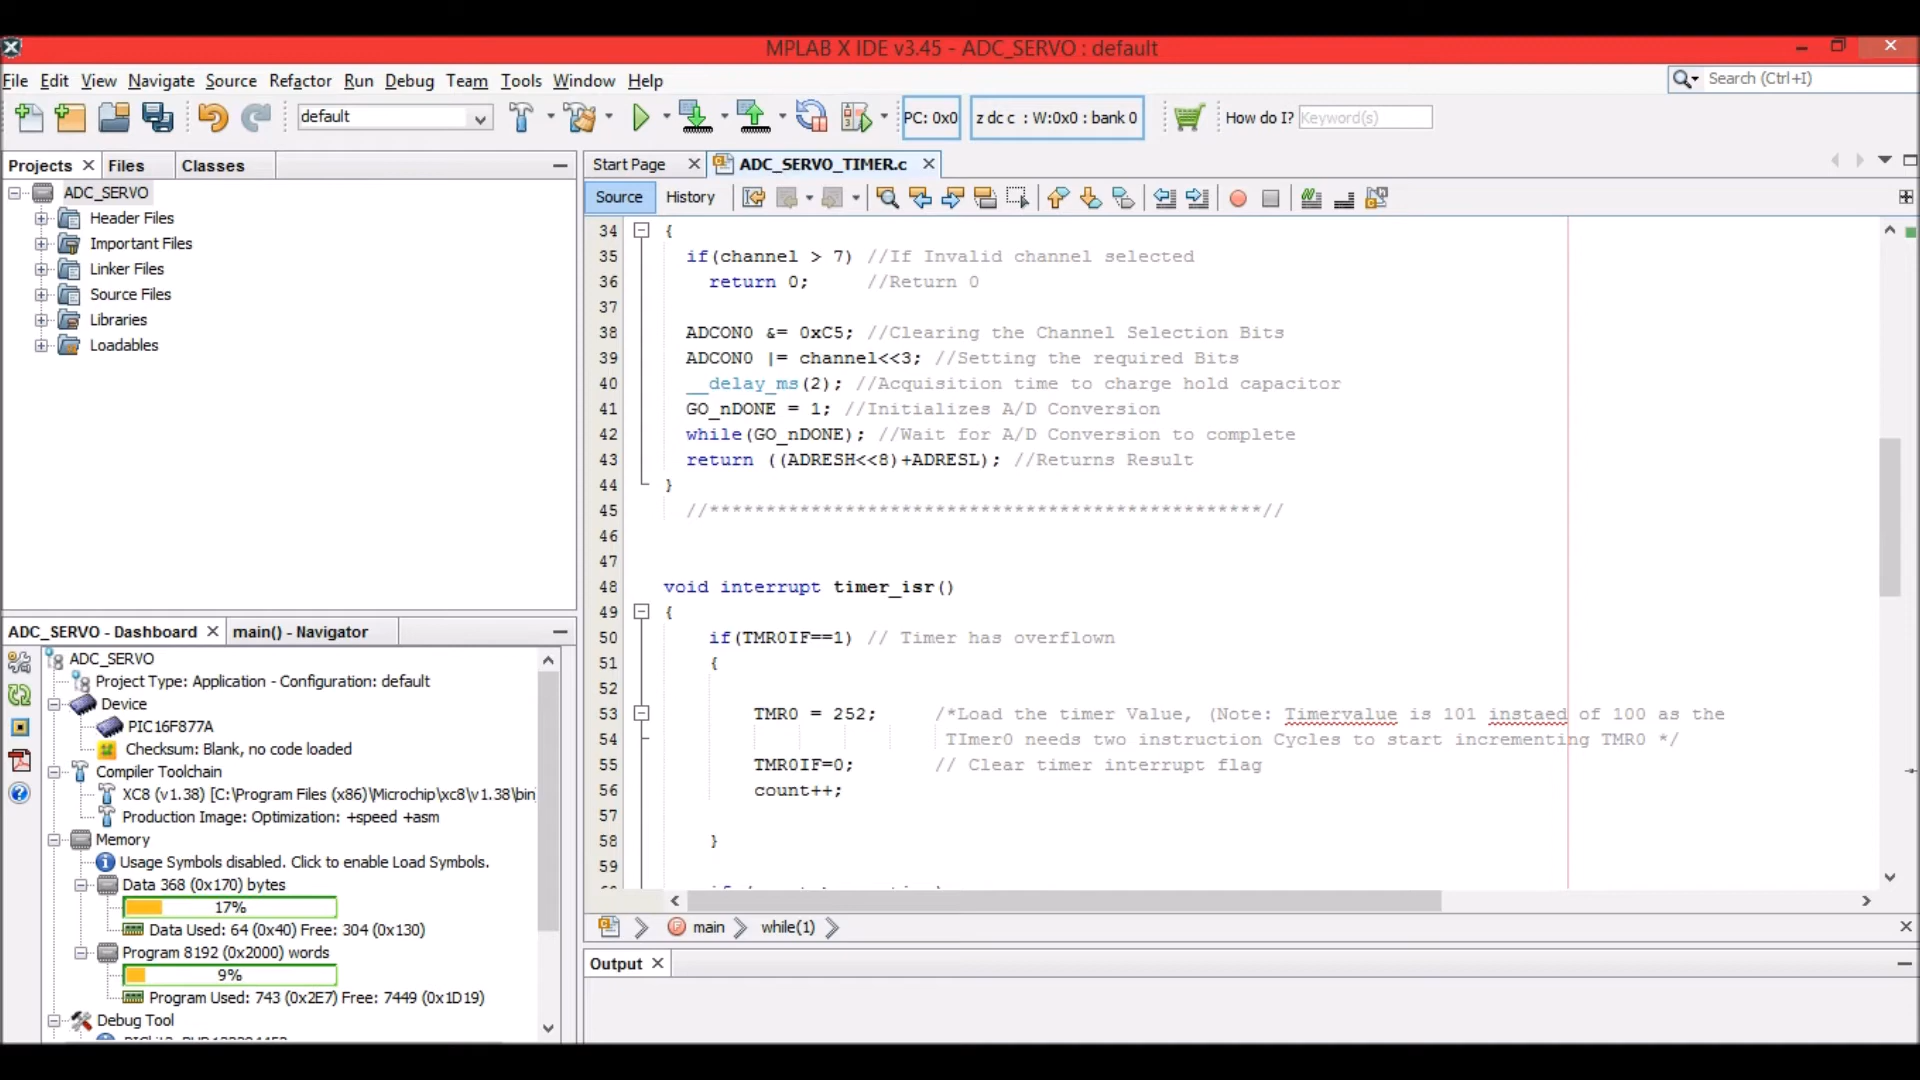 MPLAB X IDE v3.45 - ADC_SERVO : default
File Edit View Navigate Source Refactor Run Debug Team Tools Window Help
Search (Ctrl+I)
default
PC: 0x0
z dc c : W:0x0 : bank 0
How do I? Keyword(s)
Projects Files Classes
ADC_SERVO
Header Files
Important Files
Linker Files
Source Files
Libraries
Loadables
Start Page ADC_SERVO_TIMER.c
Source History
34 {
35 if(channel > 7) //If Invalid channel selected
36 return 0; //Return 0
37
38 ADCON0 &= 0xC5; //Clearing the Channel Selection Bits
39 ADCON0 |= channel<<3; //Setting the required Bits
40 __delay_ms(2); //Acquisition time to charge hold capacitor
41 GO_nDONE = 1; //Initializes A/D Conversion
42 while(GO_nDONE); //Wait for A/D Conversion to complete
43 return ((ADRESH<<8)+ADRESL); //Returns Result
44 }
45 //*************************************************//
46
47
48 void interrupt timer_isr()
49 {
50 if(TMR0IF==1) // Timer has overflown
51 {
52
53 TMR0 = 252; /*Load the timer Value, (Note: Timervalue is 101 instaed of 100 as the
54 TImer0 needs two instruction Cycles to start incrementing TMR0 */
55 TMR0IF=0; // Clear timer interrupt flag
56 count++;
57
58 }
59
main while(1)
Output
ADC_SERVO - Dashboard main() - Navigator
ADC_SERVO
Project Type: Application - Configuration: default
Device
PIC16F877A
Checksum: Blank, no code loaded
Compiler Toolchain
XC8 (v1.38) [C:\Program Files (x86)\Microchip\xc8\v1.38\bin
Production Image: Optimization: +speed +asm
Memory
Usage Symbols disabled. Click to enable Load Symbols.
Data 368 (0x170) bytes
17%
Data Used: 64 (0x40) Free: 304 (0x130)
Program 8192 (0x2000) words
9%
Program Used: 743 (0x2E7) Free: 7449 (0x1D19)
Debug Tool